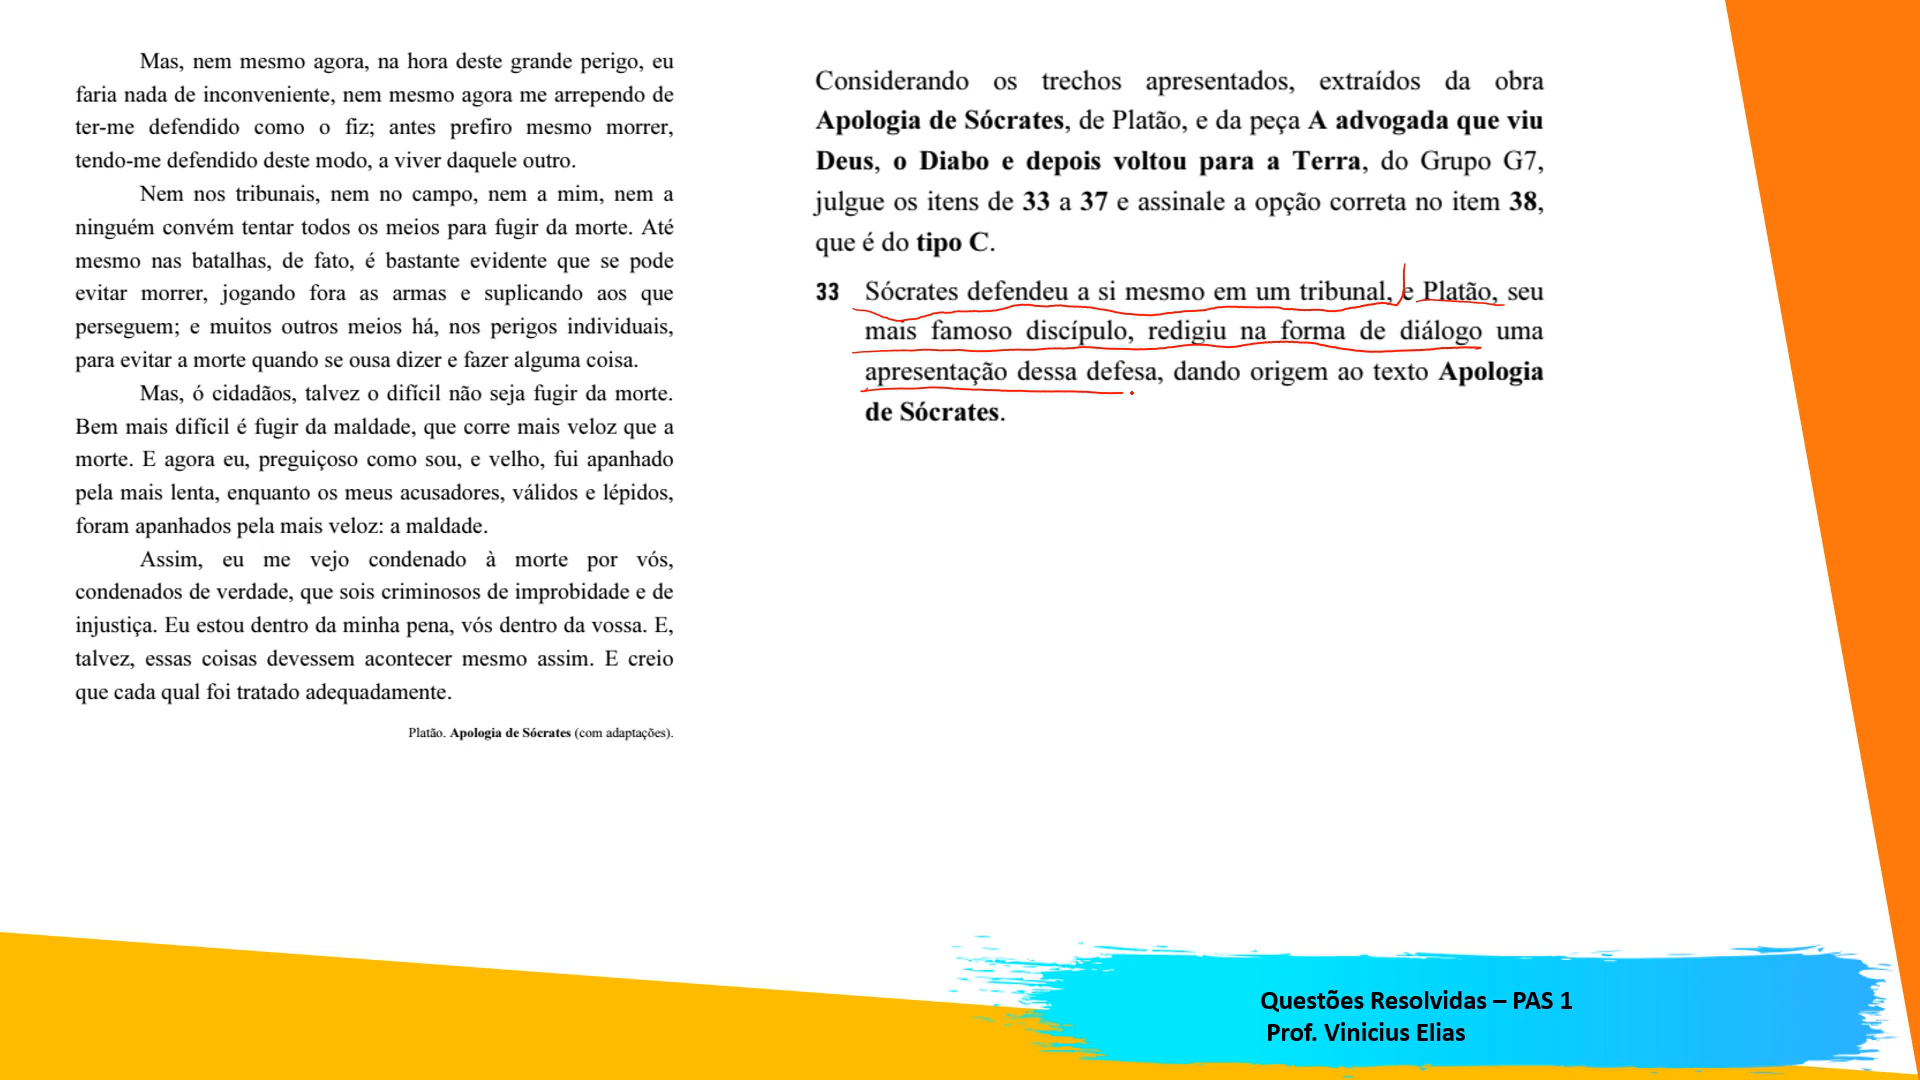 Mas, nem mesmo agora, na hora deste grande perigo, eu
faria nada de inconveniente, nem mesmo agora me arrependo de
ter-me defendido como o fiz; antes prefiro mesmo morrer,
tendo-me defendido deste modo, a viver daquele outro.
Nem nos tribunais, nem no campo, nem a mim, nem a
ninguém convém tentar todos os meios para fugir da morte. Até
mesmo nas batalhas, de fato, é bastante evidente que se pode
evitar morrer, jogando fora as armas e suplicando aos que
perseguem; e muitos outros meios há, nos perigos individuais,
para evitar a morte quando se ousa dizer e fazer alguma coisa.
Mas, ó cidadãos, talvez o difícil não seja fugir da morte.
Bem mais difícil é fugir da maldade, que corre mais veloz que a
morte. E agora eu, preguiçoso como sou, e velho, fui apanhado
pela mais lenta, enquanto os meus acusadores, válidos e lépidos,
foram apanhados pela mais veloz: a maldade.
Assim, eu me vejo condenado à morte por vós,
condenados de verdade, que sois criminosos de improbidade e de
injustiça. Eu estou dentro da minha pena, vós dentro da vossa. E,
talvez, essas coisas devessem acontecer mesmo assim. E creio
que cada qual foi tratado adequadamente.
Platão. Apologia de Sócrates (com adaptações).
Considerando os trechos apresentados, extraídos da obra
Apologia de Sócrates, de Platão, e da peça A advogada que viu
Deus, o Diabo e depois voltou para a Terra, do Grupo G7,
julgue os itens de 33 a 37 e assinale a opção correta no item 38,
que é do tipo C.
33 Sócrates defendeu a si mesmo em um tribunal, e Platão, seu
mais famoso discípulo, redigiu na forma de diálogo uma
apresentação dessa defesa, dando origem ao texto Apologia
de Sócrates.
Questões Resolvidas – PAS 1
Prof. Vinicius Elias